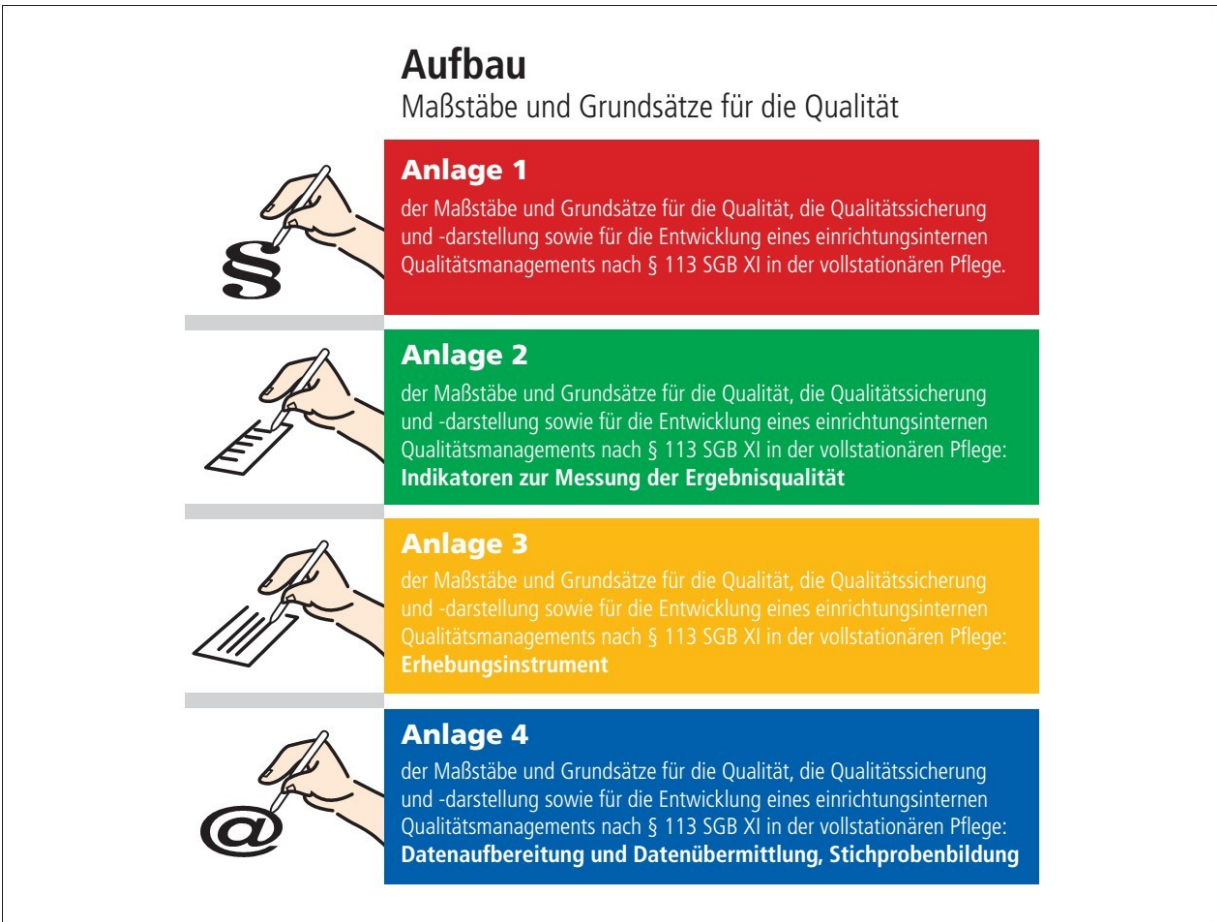 Aufbau
Maßstäbe und Grundsätze für die Qualität
Anlage 1
der Maßstäbe und Grundsätze für die Qualität, die Qualitätssicherung
und -darstellung sowie für die Entwicklung eines einrichtungsinternen
Qualitätsmanagements nach § 113 SGB XI in der vollstationären Pflege.
§
Anlage 2
der Maßstäbe und Grundsätze für die Qualität, die Qualitätssicherung
und -darstellung sowie für die Entwicklung eines einrichtungsinternen
Qualitätsmanagements nach § 113 SGB XI in der vollstationären Pflege:
Indikatoren zur Messung der Ergebnisqualität
Anlage 3
der Maßstäbe und Grundsätze für die Qualität, die Qualitätssicherung
und -darstellung sowie für die Entwicklung eines einrichtungsinternen
Qualitätsmanagements nach § 113 SGB XI in der vollstationären Pflege:
Erhebungsinstrument
Anlage 4
der Maßstäbe und Grundsätze für die Qualität, die Qualitätssicherung
und -darstellung sowie für die Entwicklung eines einrichtungsinternen
Qualitätsmanagements nach § 113 SGB XI in der vollstationären Pflege:
Datenaufbereitung und Datenübermittlung, Stichprobenbildung
@